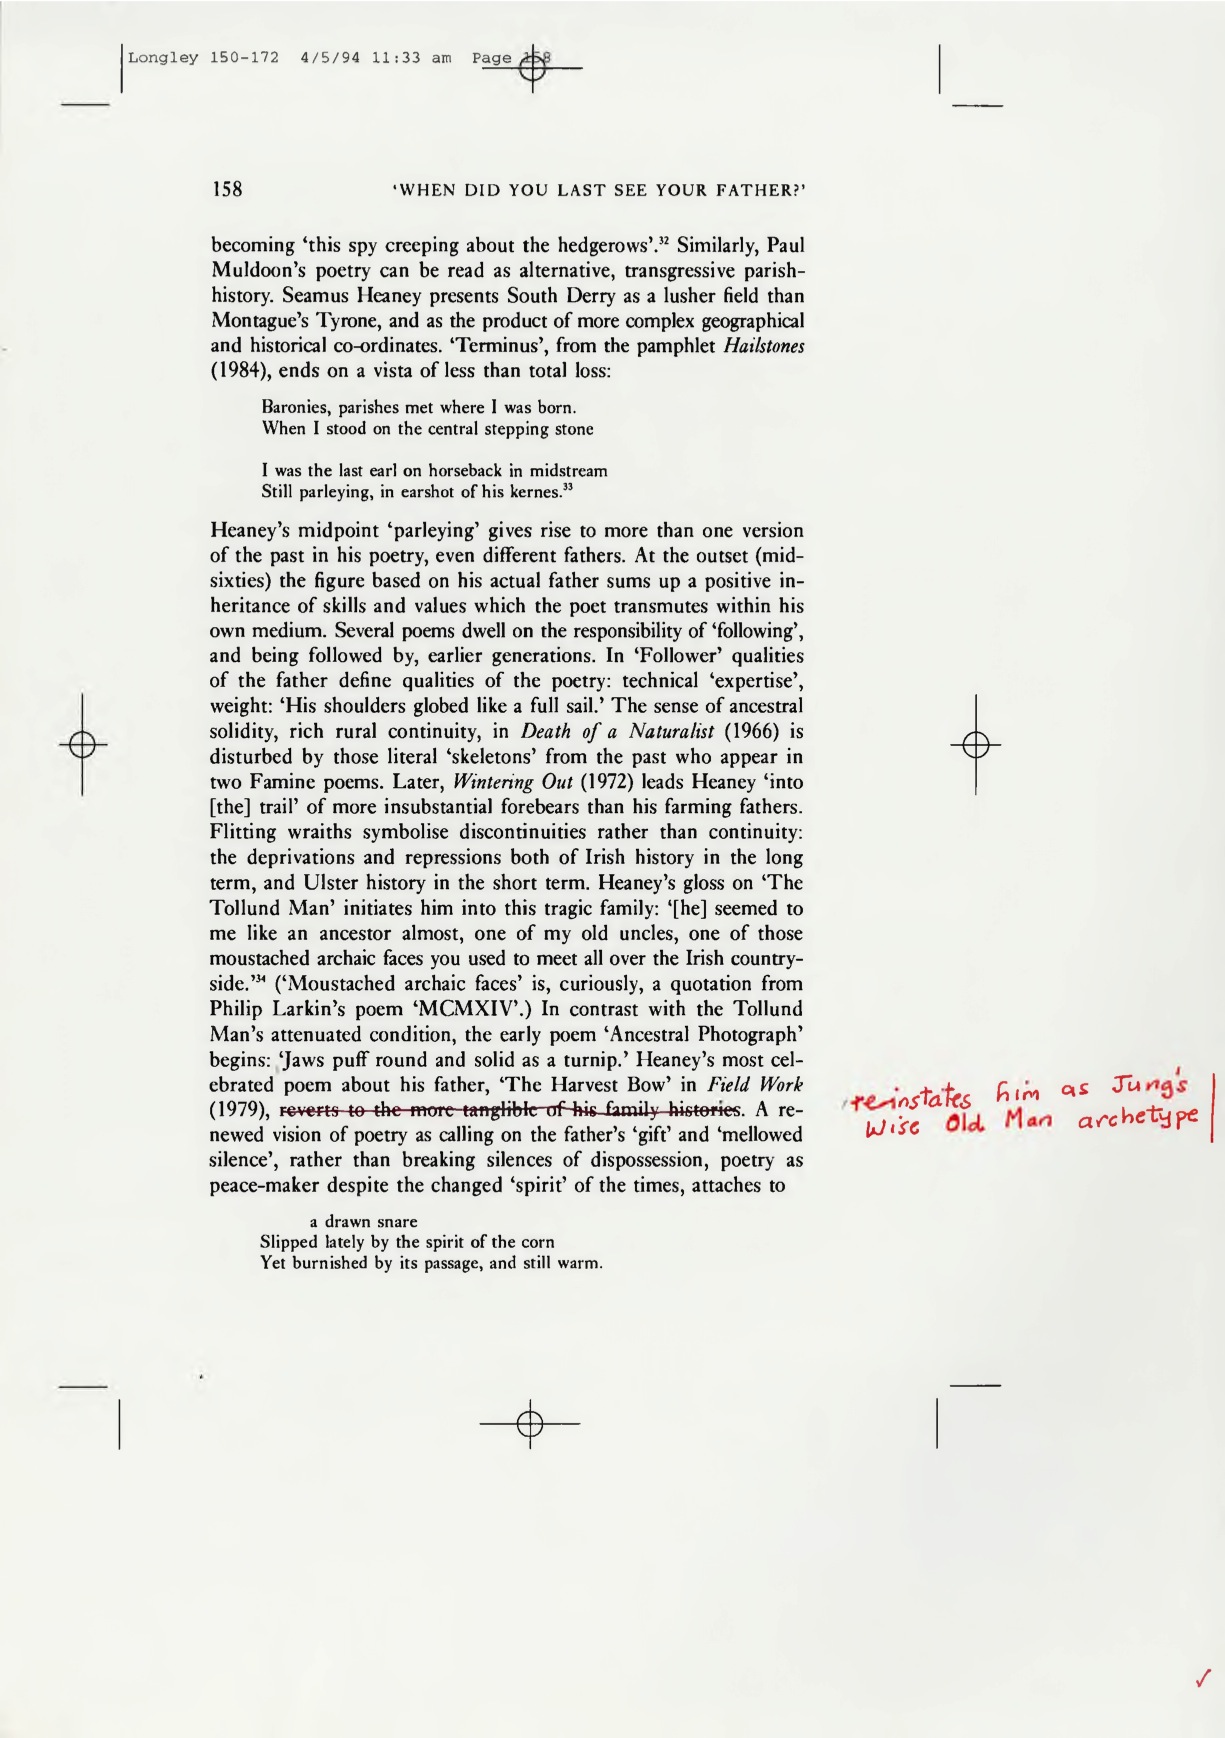 Longley 150-172 4/5/94 11:33 am Page 158
158 ‘WHEN DID YOU LAST SEE YOUR FATHER?’
becoming ‘this spy creeping about the hedgerows’.³² Similarly, Paul
Muldoon’s poetry can be read as alternative, transgressive parish-
history. Seamus Heaney presents South Derry as a lusher field than
Montague’s Tyrone, and as the product of more complex geographical
and historical co-ordinates. ‘Terminus’, from the pamphlet Hailstones
(1984), ends on a vista of less than total loss:
Baronies, parishes met where I was born.
When I stood on the central stepping stone
I was the last earl on horseback in midstream
Still parleying, in earshot of his kernes.³³
Heaney’s midpoint ‘parleying’ gives rise to more than one version
of the past in his poetry, even different fathers. At the outset (mid-
sixties) the figure based on his actual father sums up a positive in-
heritance of skills and values which the poet transmutes within his
own medium. Several poems dwell on the responsibility of ‘following’,
and being followed by, earlier generations. In ‘Follower’ qualities
of the father define qualities of the poetry: technical ‘expertise’,
weight: ‘His shoulders globed like a full sail.’ The sense of ancestral
solidity, rich rural continuity, in Death of a Naturalist (1966) is
disturbed by those literal ‘skeletons’ from the past who appear in
two Famine poems. Later, Wintering Out (1972) leads Heaney ‘into
[the] trail’ of more insubstantial forebears than his farming fathers.
Flitting wraiths symbolise discontinuities rather than continuity:
the deprivations and repressions both of Irish history in the long
term, and Ulster history in the short term. Heaney’s gloss on ‘The
Tollund Man’ initiates him into this tragic family: ‘[he] seemed to
me like an ancestor almost, one of my old uncles, one of those
moustached archaic faces you used to meet all over the Irish country-
side.’³⁴ (‘Moustached archaic faces’ is, curiously, a quotation from
Philip Larkin’s poem ‘MCMXIV’.) In contrast with the Tollund
Man’s attenuated condition, the early poem ‘Ancestral Photograph’
begins: ‘Jaws puff round and solid as a turnip.’ Heaney’s most cel-
ebrated poem about his father, ‘The Harvest Bow’ in Field Work
(1979), reverts to the more tanglible of his family histories. A re-
newed vision of poetry as calling on the father’s ‘gift’ and ‘mellowed
silence’, rather than breaking silences of dispossession, poetry as
peace-maker despite the changed ‘spirit’ of the times, attaches to
a drawn snare
Slipped lately by the spirit of the corn
Yet burnished by its passage, and still warm.
reinstates him as Jung's
Wise Old Man archetype